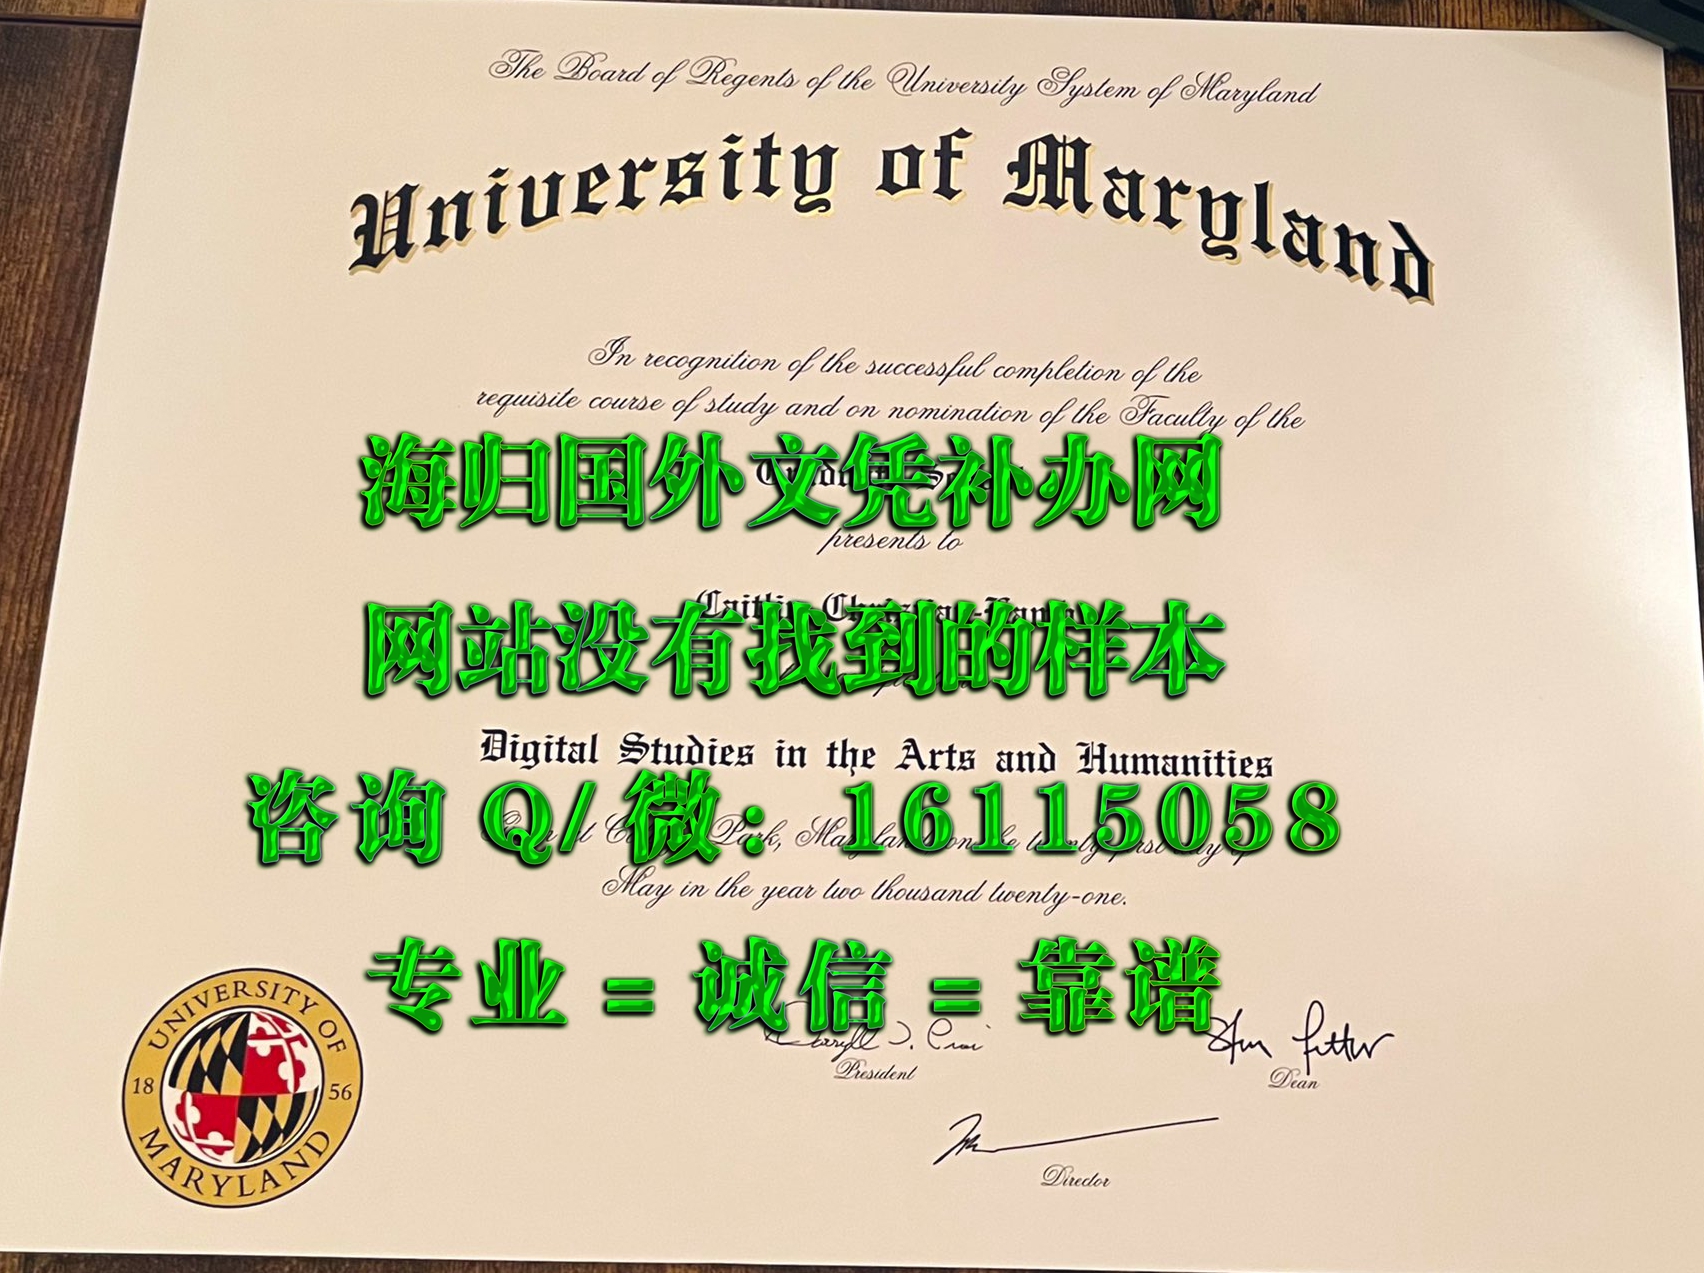 The Board of Regents of the University System of Maryland
University of Maryland
In recognition of the successful completion of the
requisite course of study and on nomination of the Faculty of the
海归国外文凭补办网
presents to
网站没有找到的样本
Digital Studies in the Arts and Humanities
咨询 Q/ 微：16115058
Park,
May in the year two thousand twenty-one.
专业 = 诚信 = 靠谱
President
Dean
Director
UNIVERSITY OF
18 56
MARYLAND